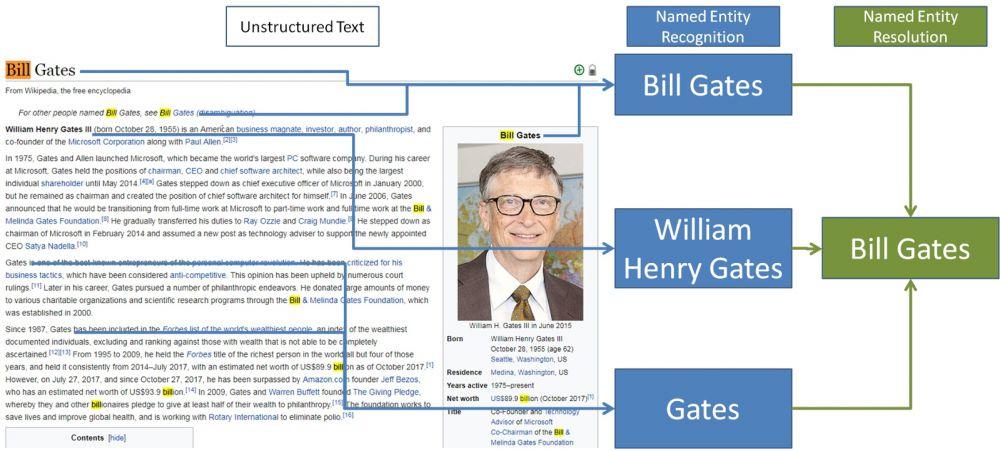 Unstructured Text
Named Entity
Recognition
Named Entity
Resolution
Bill Gates
From Wikipedia, the free encyclopedia
For other people named Bill Gates, see Bill Gates (disambiguation).
William Henry Gates III (born October 28, 1955) is an American business magnate, investor, author, philanthropist, and
co-founder of the Microsoft Corporation along with Paul Allen.[2][3]
In 1975, Gates and Allen launched Microsoft, which became the world's largest PC software company. During his career
at Microsoft, Gates held the positions of chairman, CEO and chief software architect, while also being the largest
individual shareholder until May 2014.[4][a] Gates stepped down as chief executive officer of Microsoft in January 2000,
but he remained as chairman and created the position of chief software architect for himself.[7] In June 2006, Gates
announced that he would be transitioning from full-time work at Microsoft to part-time work and full-time work at the Bill &
Melinda Gates Foundation.[8] He gradually transferred his duties to Ray Ozzie and Craig Mundie.[9] He stepped down as
chairman of Microsoft in February 2014 and assumed a new post as technology adviser to support the newly appointed
CEO Satya Nadella.[10]
Gates is one of the best-known entrepreneurs of the personal computer revolution. He has been criticized for his
business tactics, which have been considered anti-competitive. This opinion has been upheld by numerous court
rulings.[11] Later in his career, Gates pursued a number of philanthropic endeavors. He donated large amounts of money
to various charitable organizations and scientific research programs through the Bill & Melinda Gates Foundation, which
was established in 2000.
Since 1987, Gates has been included in the Forbes list of the world's wealthiest people, an index of the wealthiest
documented individuals, excluding and ranking against those with wealth that is not able to be completely
ascertained.[12][13] From 1995 to 2009, he held the Forbes title of the richest person in the world all but four of those
years, and held it consistently from 2014–July 2017, with an estimated net worth of US$89.9 billion as of October 2017.[1]
However, on July 27, 2017, and since October 27, 2017, he has been surpassed by Amazon.com founder Jeff Bezos,
who has an estimated net worth of US$93.9 billion.[14] In 2009, Gates and Warren Buffett founded The Giving Pledge,
whereby they and other billionaires pledge to give at least half of their wealth to philanthropy.[15] The foundation works to
save lives and improve global health, and is working with Rotary International to eliminate polio.[16]
Contents [hide]
Bill Gates
William H. Gates III in June 2015
Born William Henry Gates III
October 28, 1955 (age 62)
Seattle, Washington, US
Residence Medina, Washington, US
Years active 1975–present
Net worth US$89.9 billion (October 2017)[1]
Title Co-Founder and Technology
Advisor of Microsoft
Co-Chairman of the Bill &
Melinda Gates Foundation
Bill Gates
William
Henry Gates
Gates
Bill Gates